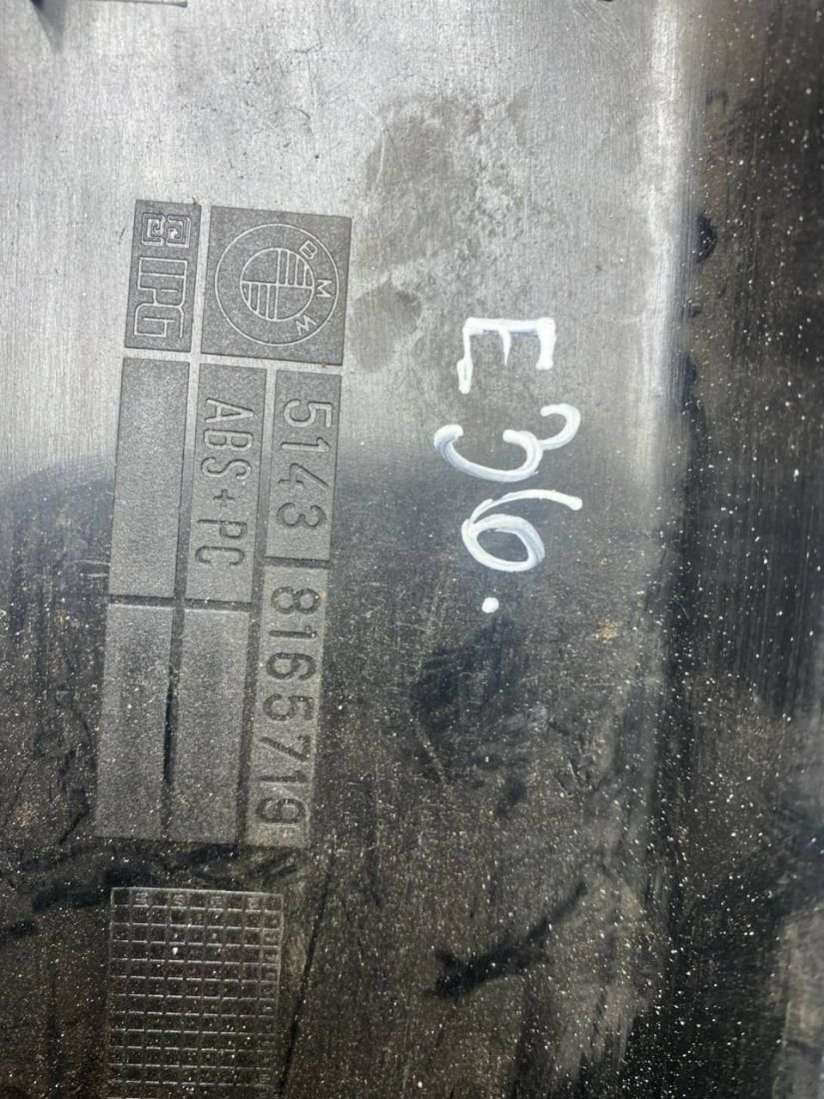 BMW
IPG
5143 8165719
ABS+PC
E36.